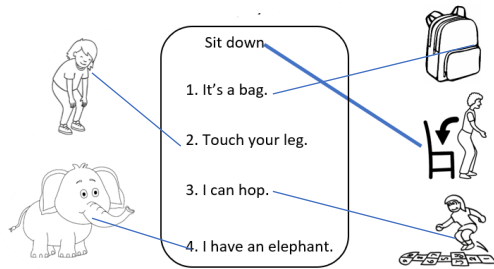 Sit down
1. It's a bag.
2. Touch your leg.
3. I can hop.
4. I have an elephant.